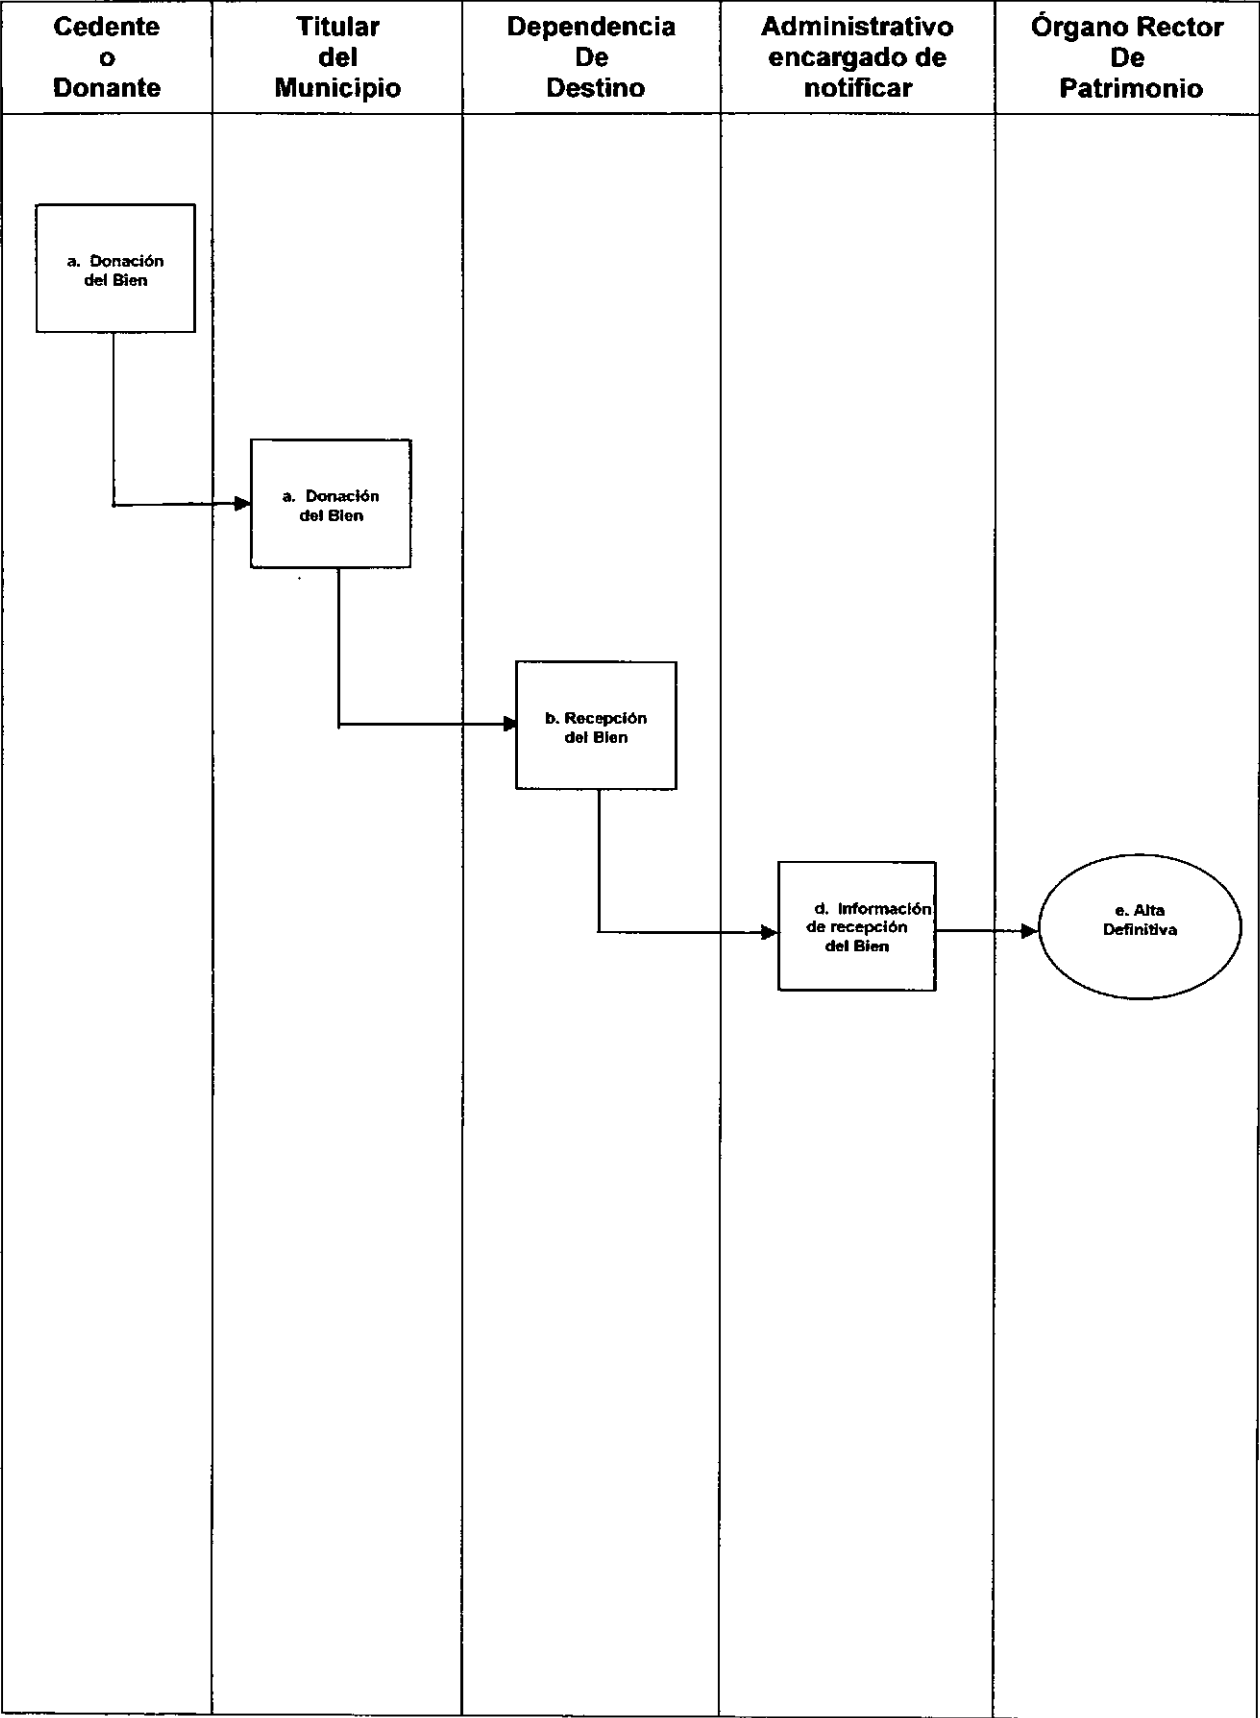 Cedente
o
Donante
Titular
del
Municipio
Dependencia
De
Destino
Administrativo
encargado de
notificar
Órgano Rector
De
Patrimonio
a. Donación
del Bien
a. Donación
del Bien
b. Recepción
del Bien
d. Información
de recepción
del Bien
e. Alta
Definitiva